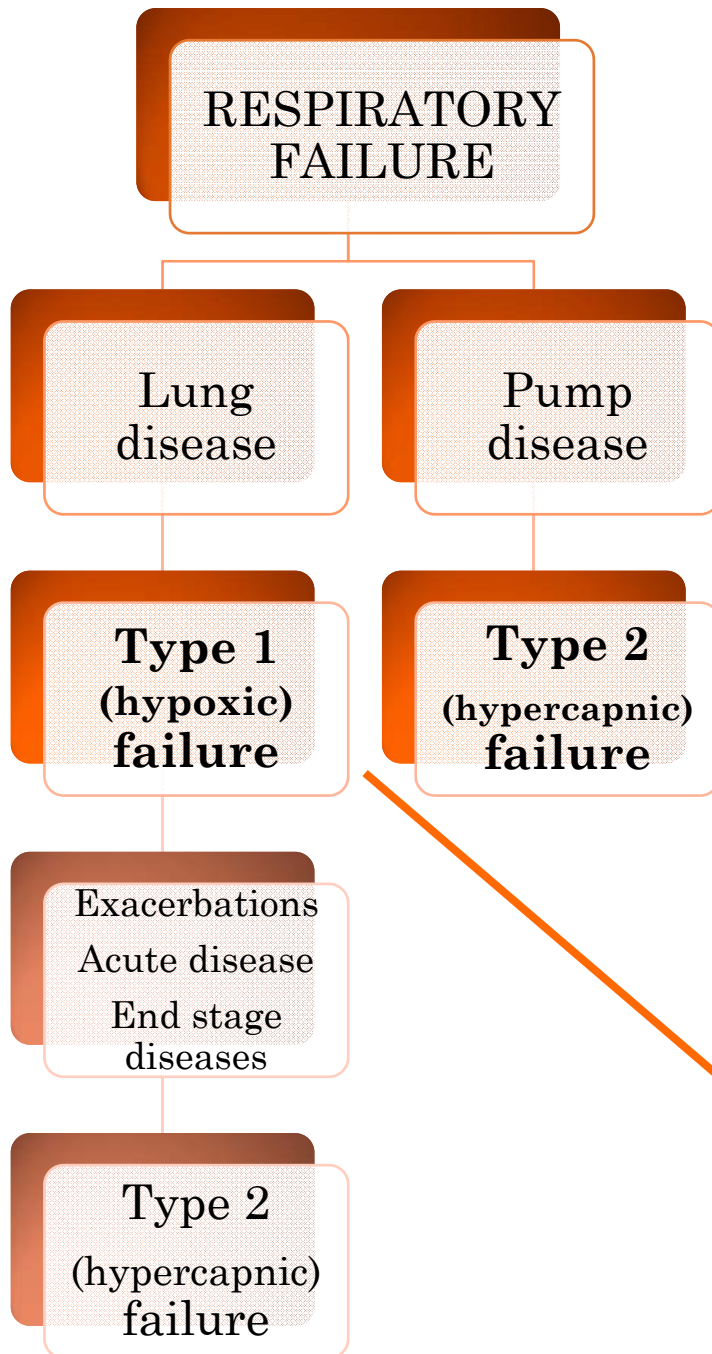 RESPIRATORY
FAILURE
Lung
disease
Pump
disease
Type 1
(hypoxic)
failure
Type 2
(hypercapnic)
failure
Exacerbations
Acute disease
End stage
diseases
Type 2
(hypercapnic)
failure